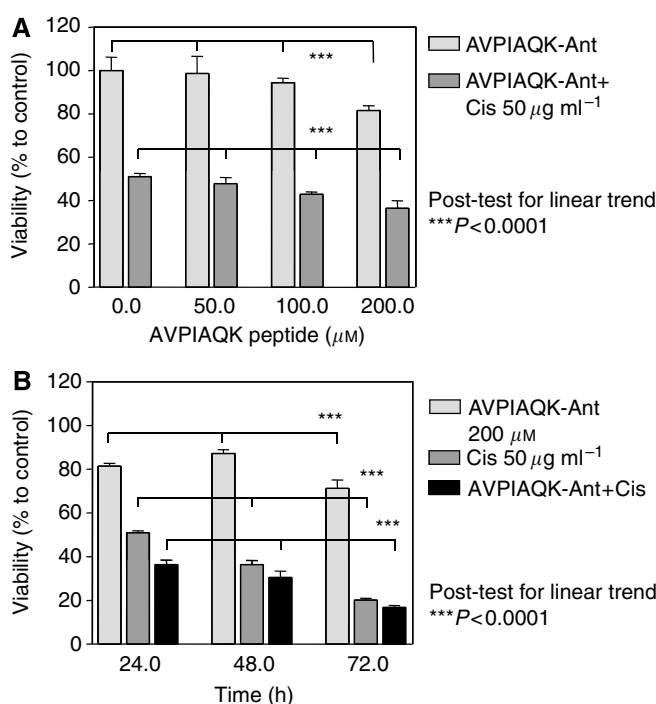 A
120
100
80
60
40
20
0
Viability (% to control)
***
***
0.0 50.0 100.0 200.0
AVPIAQK peptide (μM)
AVPIAQK-Ant
AVPIAQK-Ant+
Cis 50 μg ml⁻¹
Post-test for linear trend
***P<0.0001
B
120
100
80
60
40
20
0
Viability (% to control)
***
***
***
24.0 48.0 72.0
Time (h)
AVPIAQK-Ant
200 μM
Cis 50 μg ml⁻¹
AVPIAQK-Ant+Cis
Post-test for linear trend
***P<0.0001